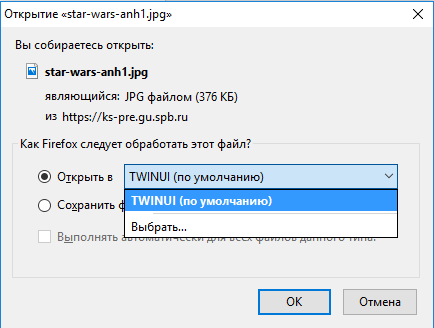 Открытие «star-wars-anh1.jpg»
Вы собираетесь открыть:
star-wars-anh1.jpg
являющийся: JPG файлом (376 КБ)
из https://ks-pre.gu.spb.ru
Как Firefox следует обработать этот файл?
Открыть в TWINUI (по умолчанию)
TWINUI (по умолчанию)
Сохранить ф
Выбрать...
Выполнять автоматически для всех файлов данного типа.
OK Отмена